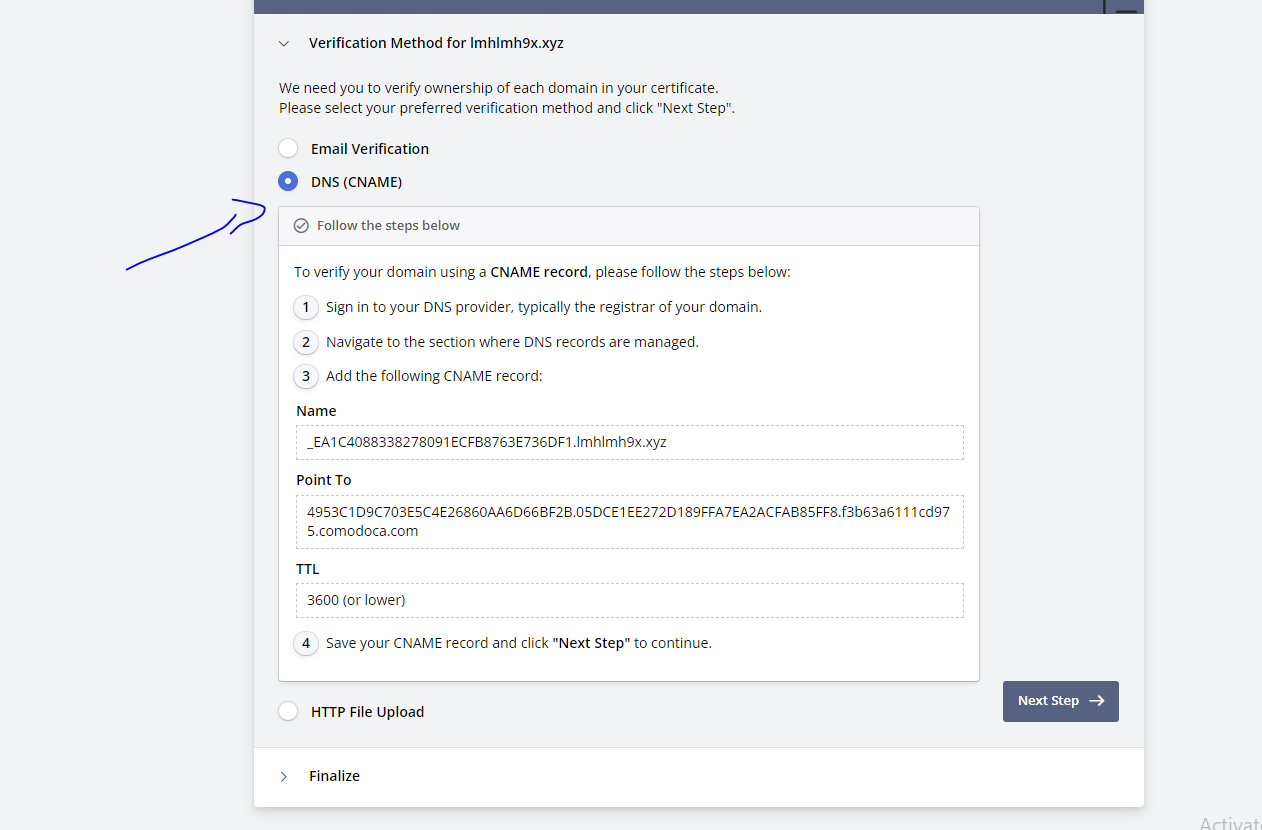 Verification Method for lmhlmh9x.xyz
We need you to verify ownership of each domain in your certificate.
Please select your preferred verification method and click "Next Step".
Email Verification
DNS (CNAME)
Follow the steps below
To verify your domain using a CNAME record, please follow the steps below:
1 Sign in to your DNS provider, typically the registrar of your domain.
2 Navigate to the section where DNS records are managed.
3 Add the following CNAME record:
Name
_EA1C4088338278091ECFB8763E736DF1.lmhlmh9x.xyz
Point To
4953C1D9C703E5C4E26860AA6D66BF2B.05DCE1EE272D189FFA7EA2ACFAB85FF8.f3b63a6111cd97
5.comodoca.com
TTL
3600 (or lower)
4 Save your CNAME record and click "Next Step" to continue.
Next Step
HTTP File Upload
Finalize